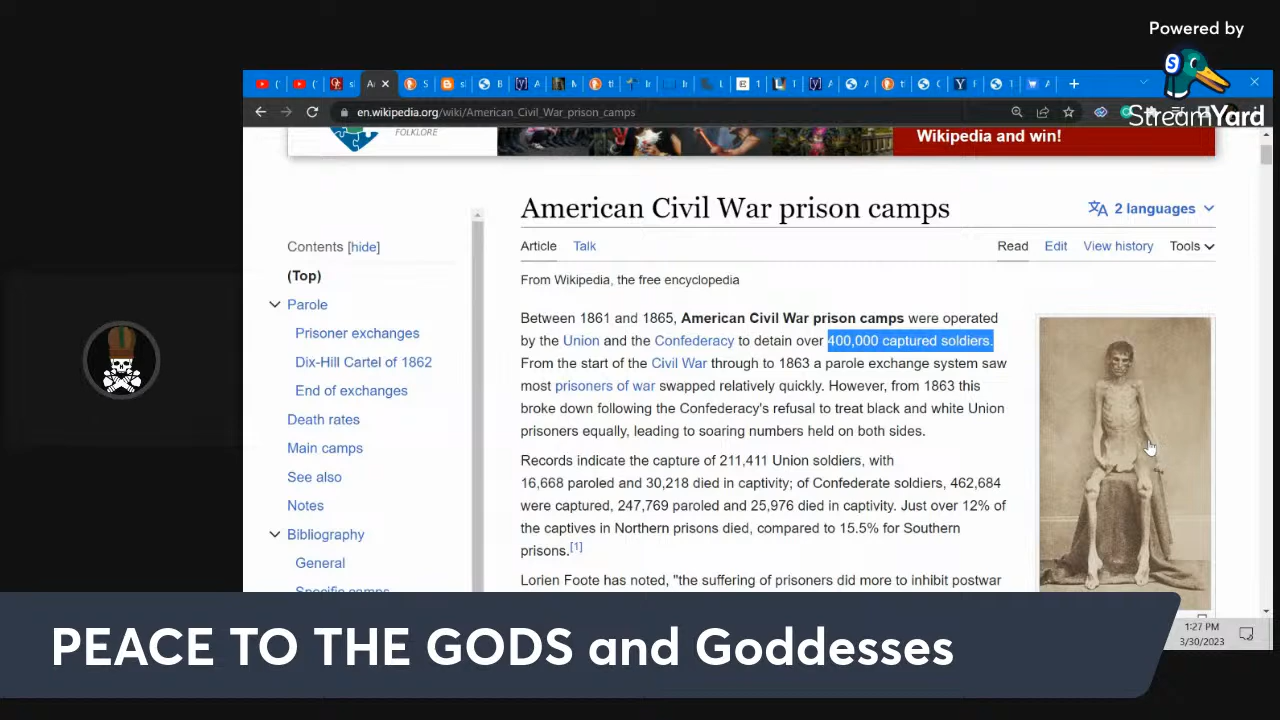 Powered by
StreamYard
en.wikipedia.org/wiki/American_Civil_War_prison_camps
FOLKLORE
Wikipedia and win!
American Civil War prison camps
2 languages
Contents [hide]
(Top)
Parole
Prisoner exchanges
Dix-Hill Cartel of 1862
End of exchanges
Death rates
Main camps
See also
Notes
Bibliography
General
Specific camps
Article Talk
Read Edit View history Tools
From Wikipedia, the free encyclopedia
Between 1861 and 1865, American Civil War prison camps were operated
by the Union and the Confederacy to detain over 400,000 captured soldiers.
From the start of the Civil War through to 1863 a parole exchange system saw
most prisoners of war swapped relatively quickly. However, from 1863 this
broke down following the Confederacy's refusal to treat black and white Union
prisoners equally, leading to soaring numbers held on both sides.
Records indicate the capture of 211,411 Union soldiers, with
16,668 paroled and 30,218 died in captivity; of Confederate soldiers, 462,684
were captured, 247,769 paroled and 25,976 died in captivity. Just over 12% of
the captives in Northern prisons died, compared to 15.5% for Southern
prisons.[1]
Lorien Foote has noted, "the suffering of prisoners did more to inhibit postwar
1:27 PM
3/30/2023
PEACE TO THE GODS and Goddesses